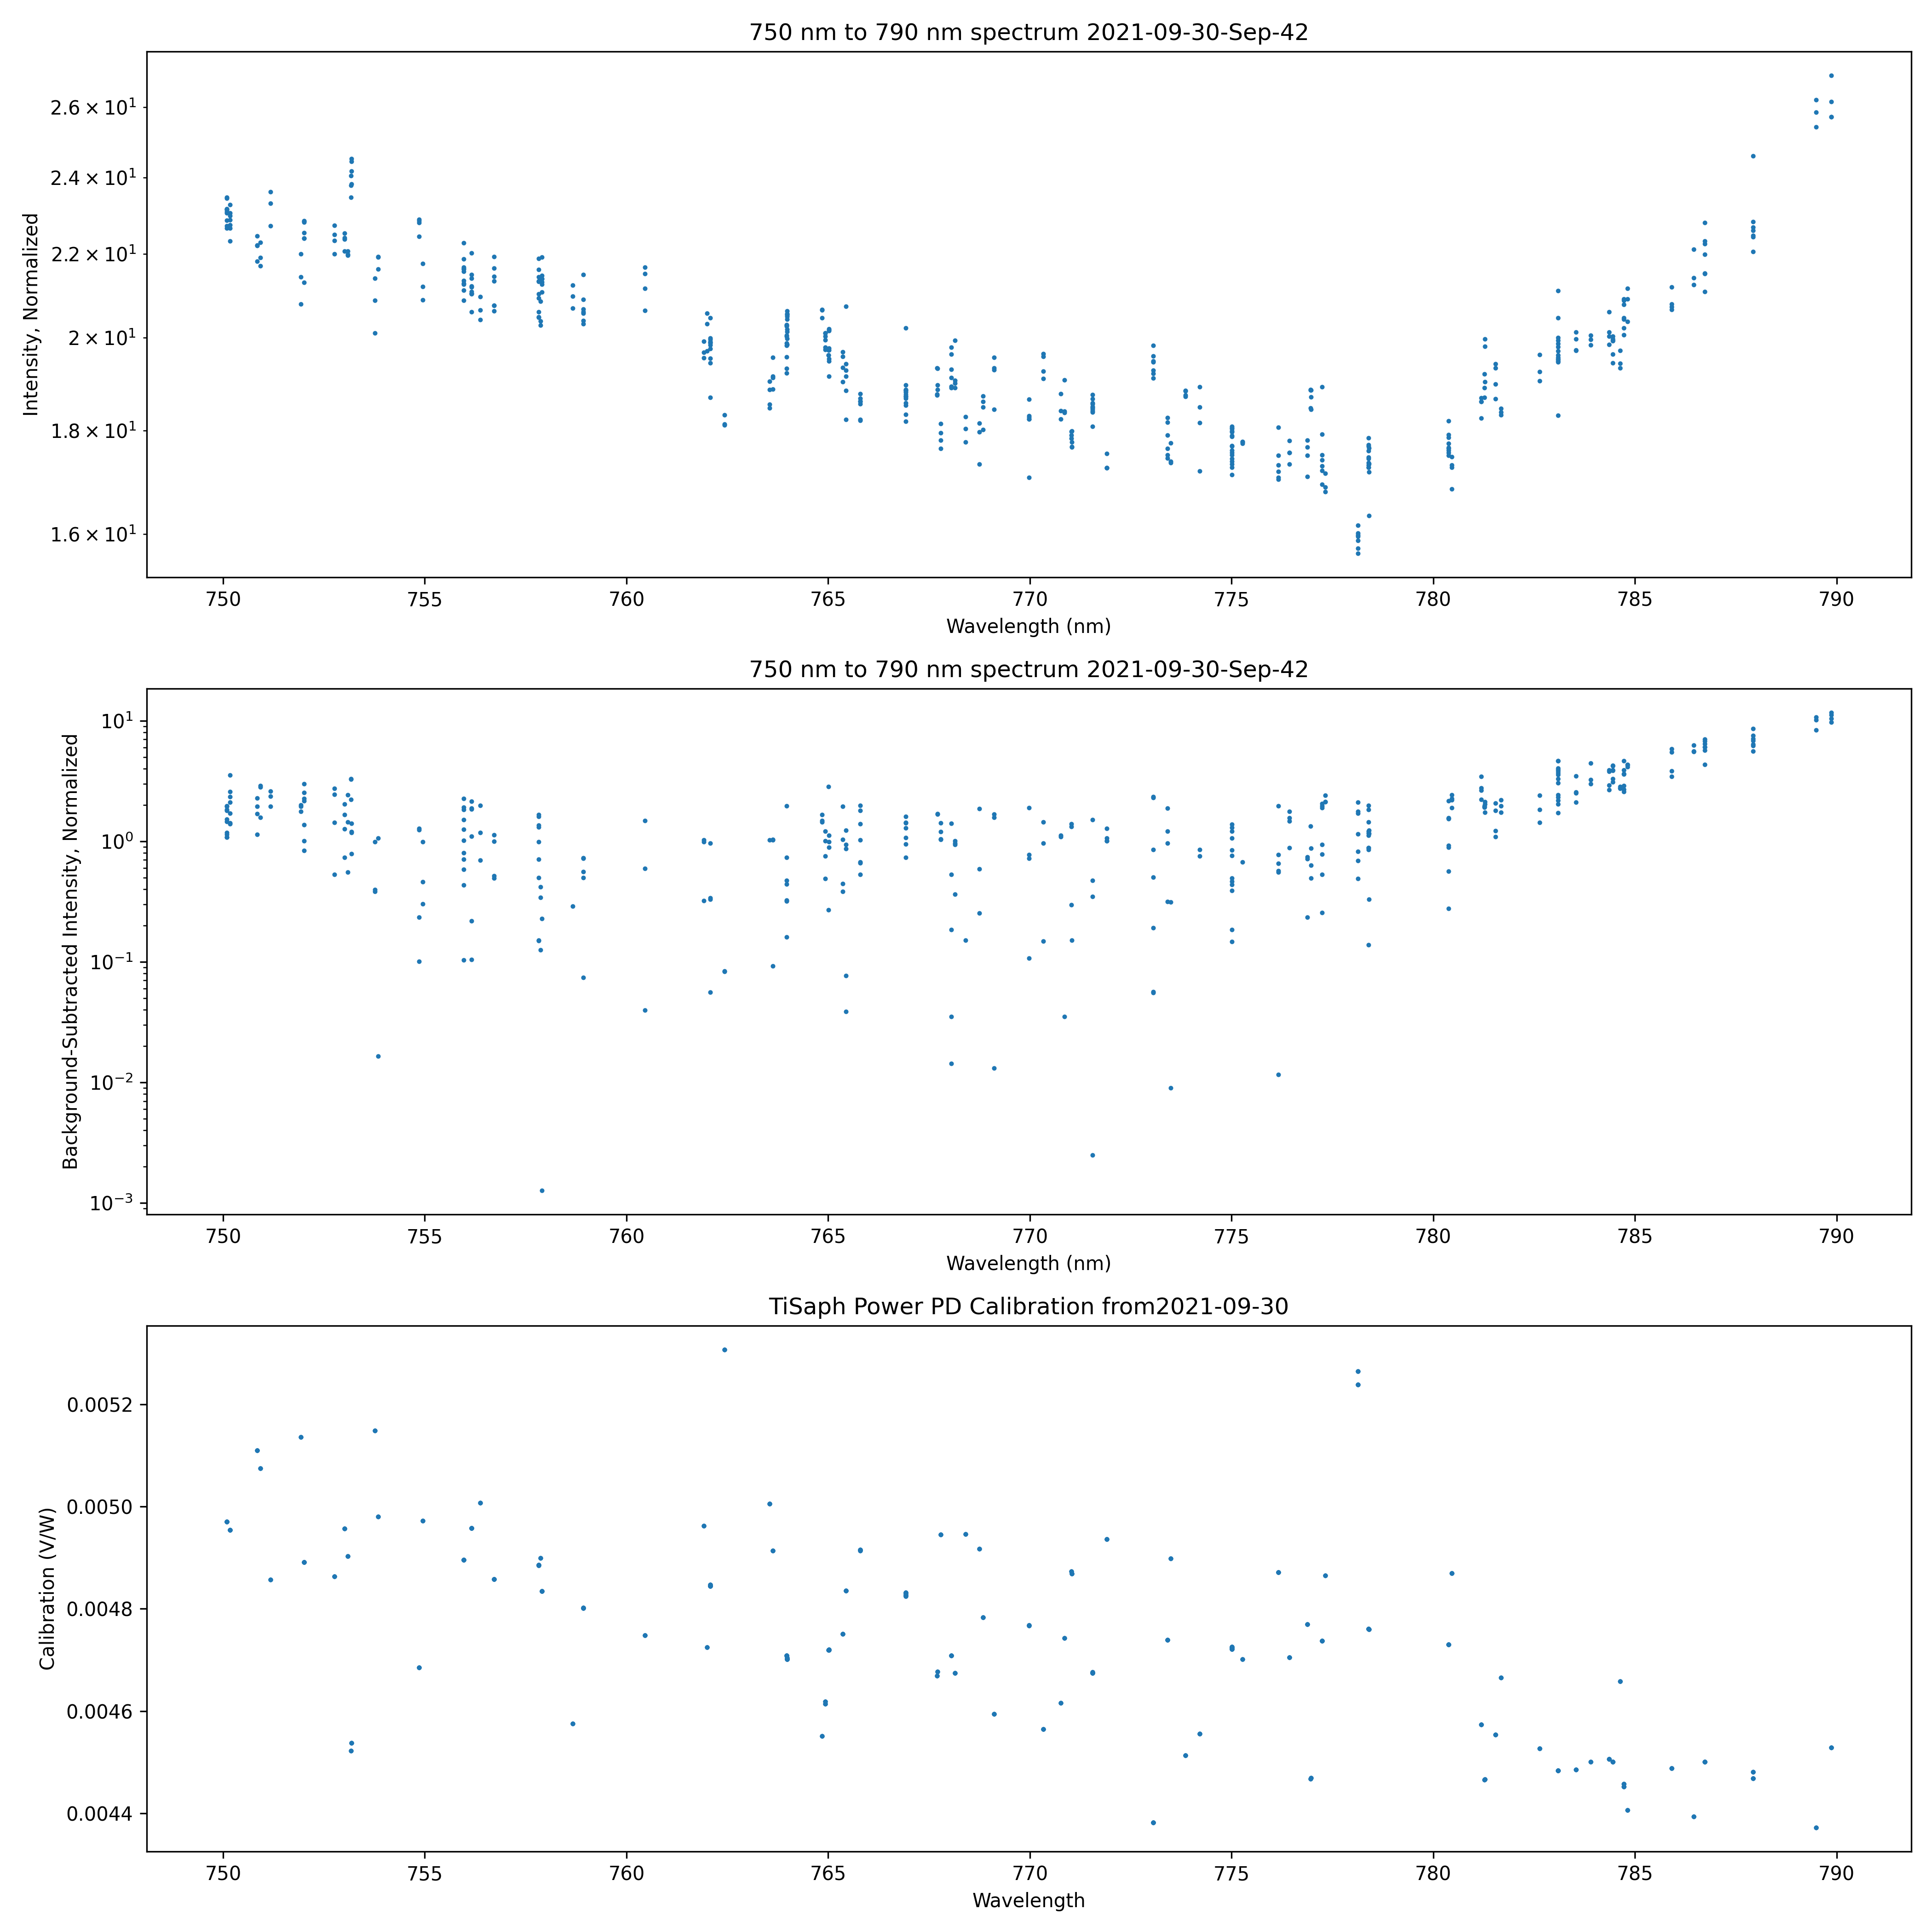 750 nm to 790 nm spectrum 2021-09-30-Sep-42
Intensity, Normalized
2.6 × 10¹
2.4 × 10¹
2.2 × 10¹
2 × 10¹
1.8 × 10¹
1.6 × 10¹
750 755 760 765 770 775 780 785 790
Wavelength (nm)
750 nm to 790 nm spectrum 2021-09-30-Sep-42
Background-Subtracted Intensity, Normalized
10¹
10⁰
10⁻¹
10⁻²
10⁻³
750 755 760 765 770 775 780 785 790
Wavelength (nm)
TiSaph Power PD Calibration from2021-09-30
Calibration (V/W)
0.0052
0.0050
0.0048
0.0046
0.0044
750 755 760 765 770 775 780 785 790
Wavelength